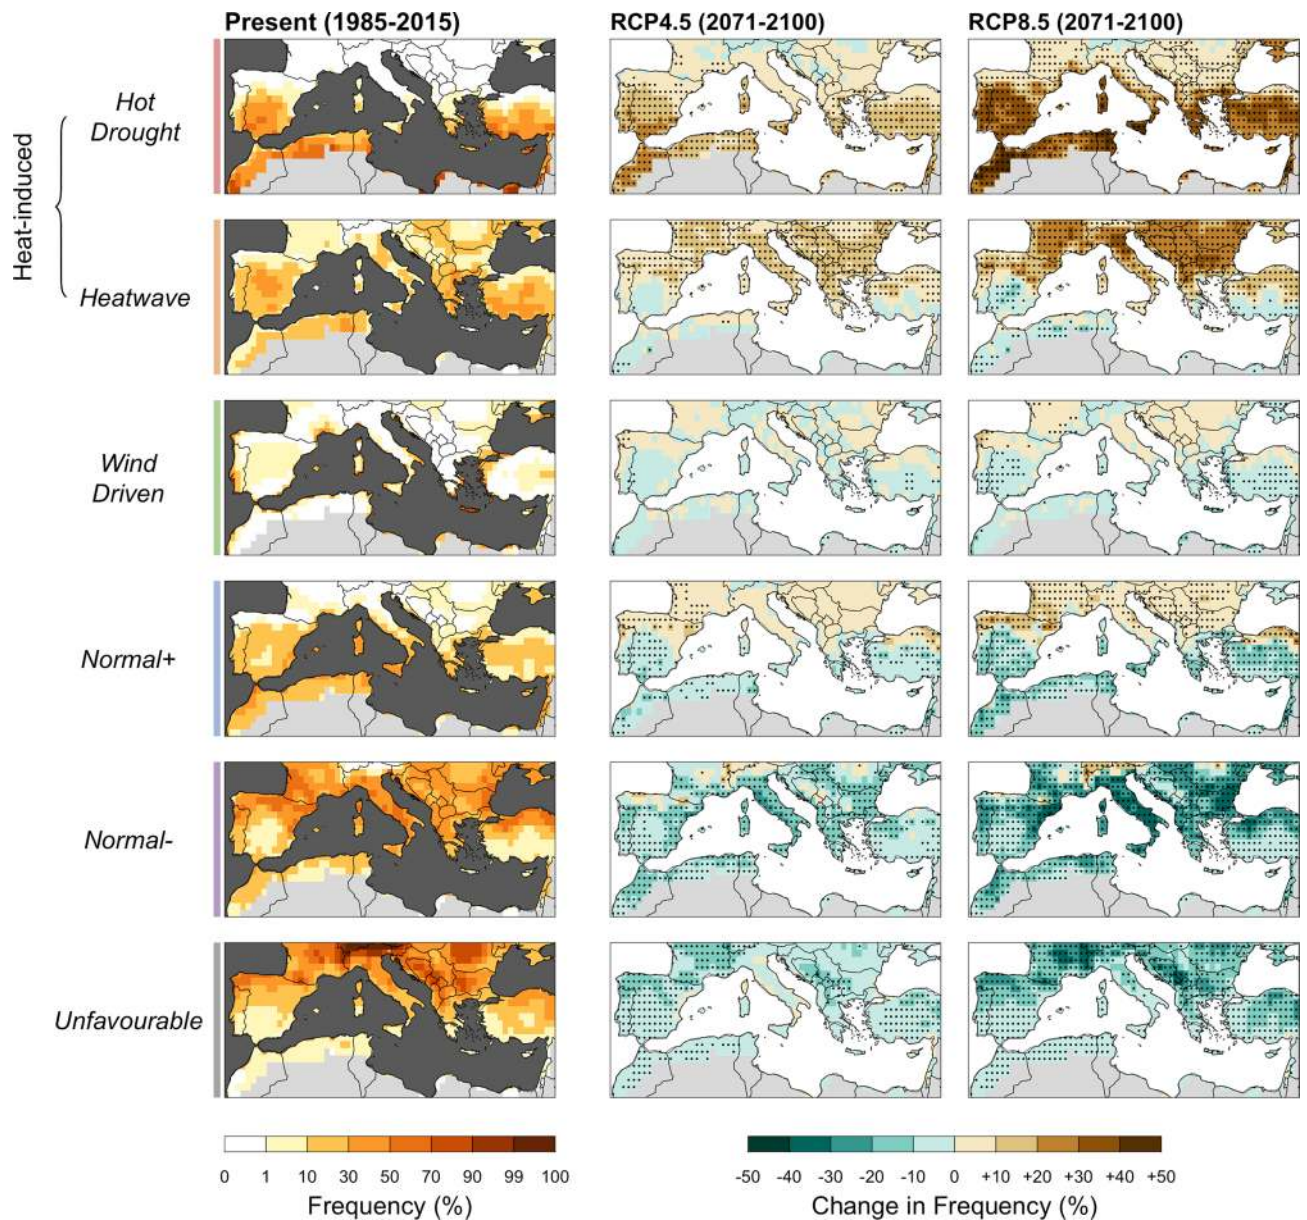 Present (1985-2015)
RCP4.5 (2071-2100)
RCP8.5 (2071-2100)
Heat-induced
Hot
Drought
Heatwave
Wind
Driven
Normal+
Normal-
Unfavourable
0 1 10 30 50 70 90 99 100
Frequency (%)
-50 -40 -30 -20 -10 0 +10 +20 +30 +40 +50
Change in Frequency (%)